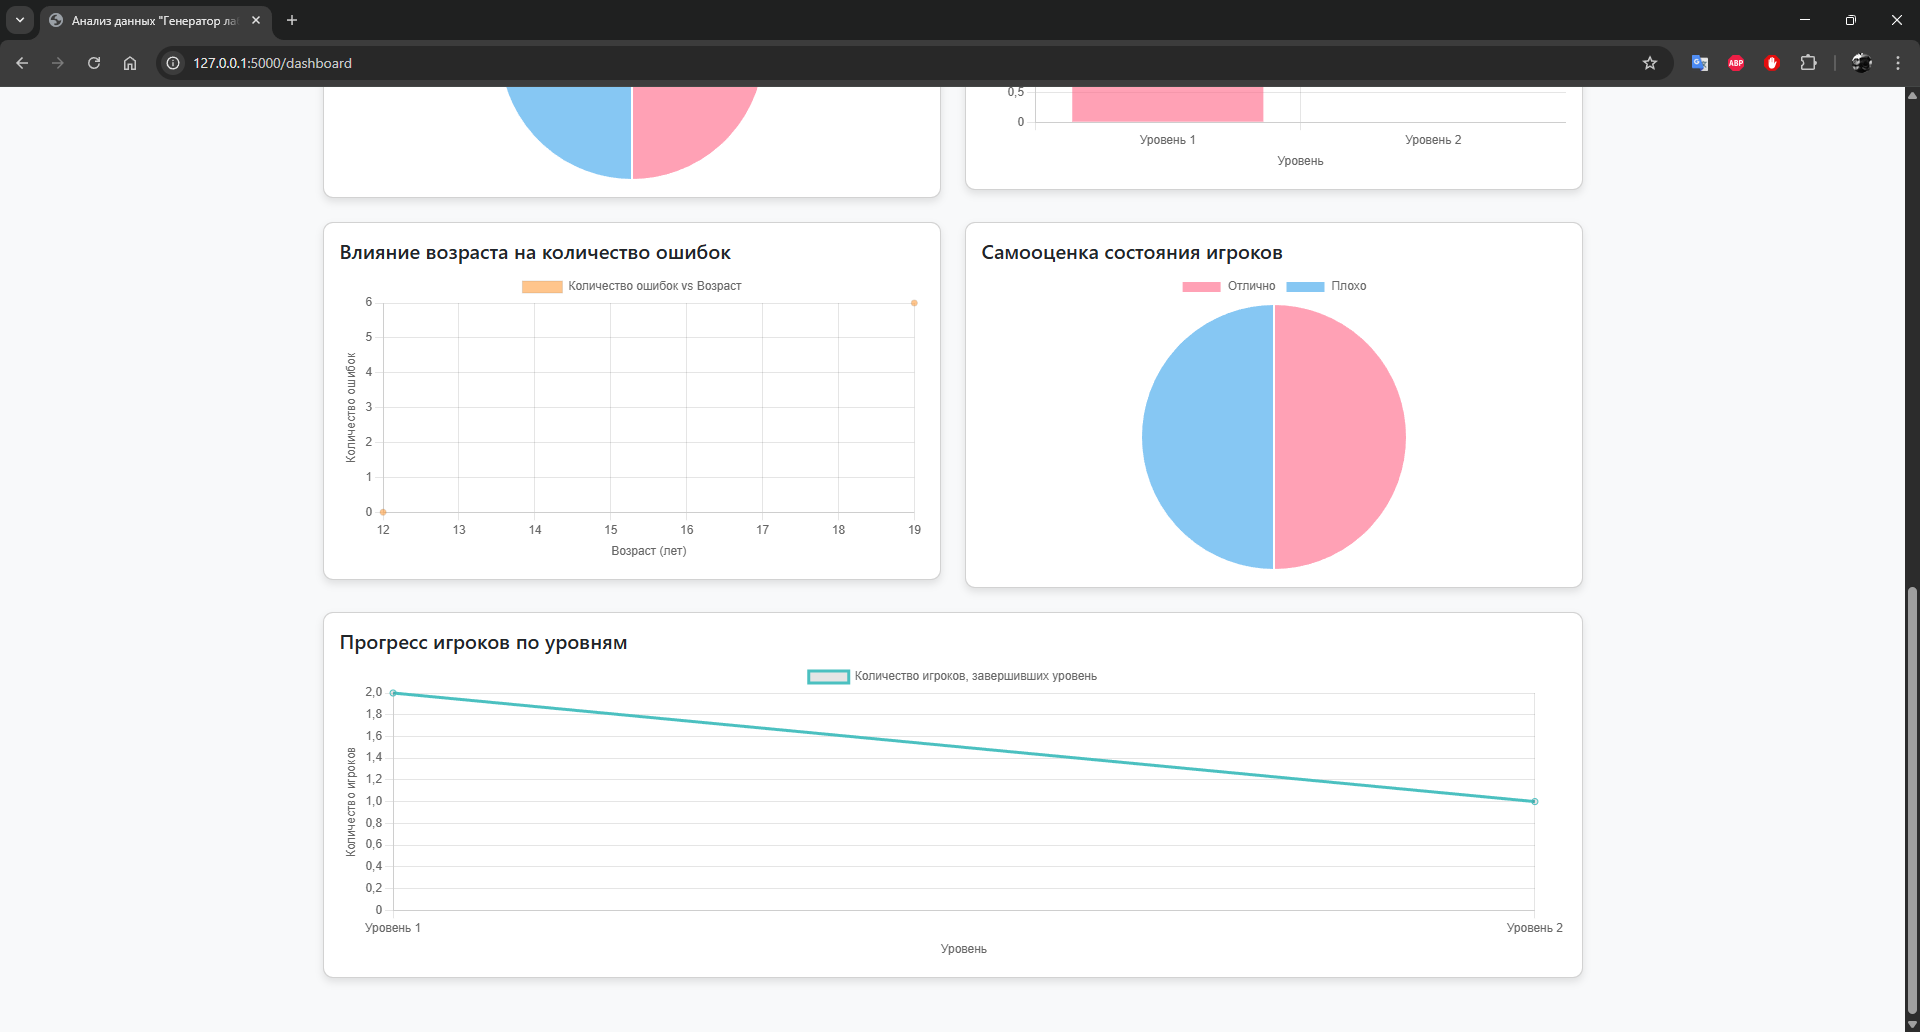 Анализ данных "Генератор ла
127.0.0.1:5000/dashboard
ABP
0,5
0
Уровень 1
Уровень 2
Уровень
Влияние возраста на количество ошибок
Количество ошибок vs Возраст
6
5
4
3
2
1
0
Количество ошибок
12 13 14 15 16 17 18 19
Возраст (лет)
Самооценка состояния игроков
Отлично Плохо
Прогресс игроков по уровням
Количество игроков, завершивших уровень
2,0
1,8
1,6
1,4
1,2
1,0
0,8
0,6
0,4
0,2
0
Количество игроков
Уровень 1
Уровень 2
Уровень